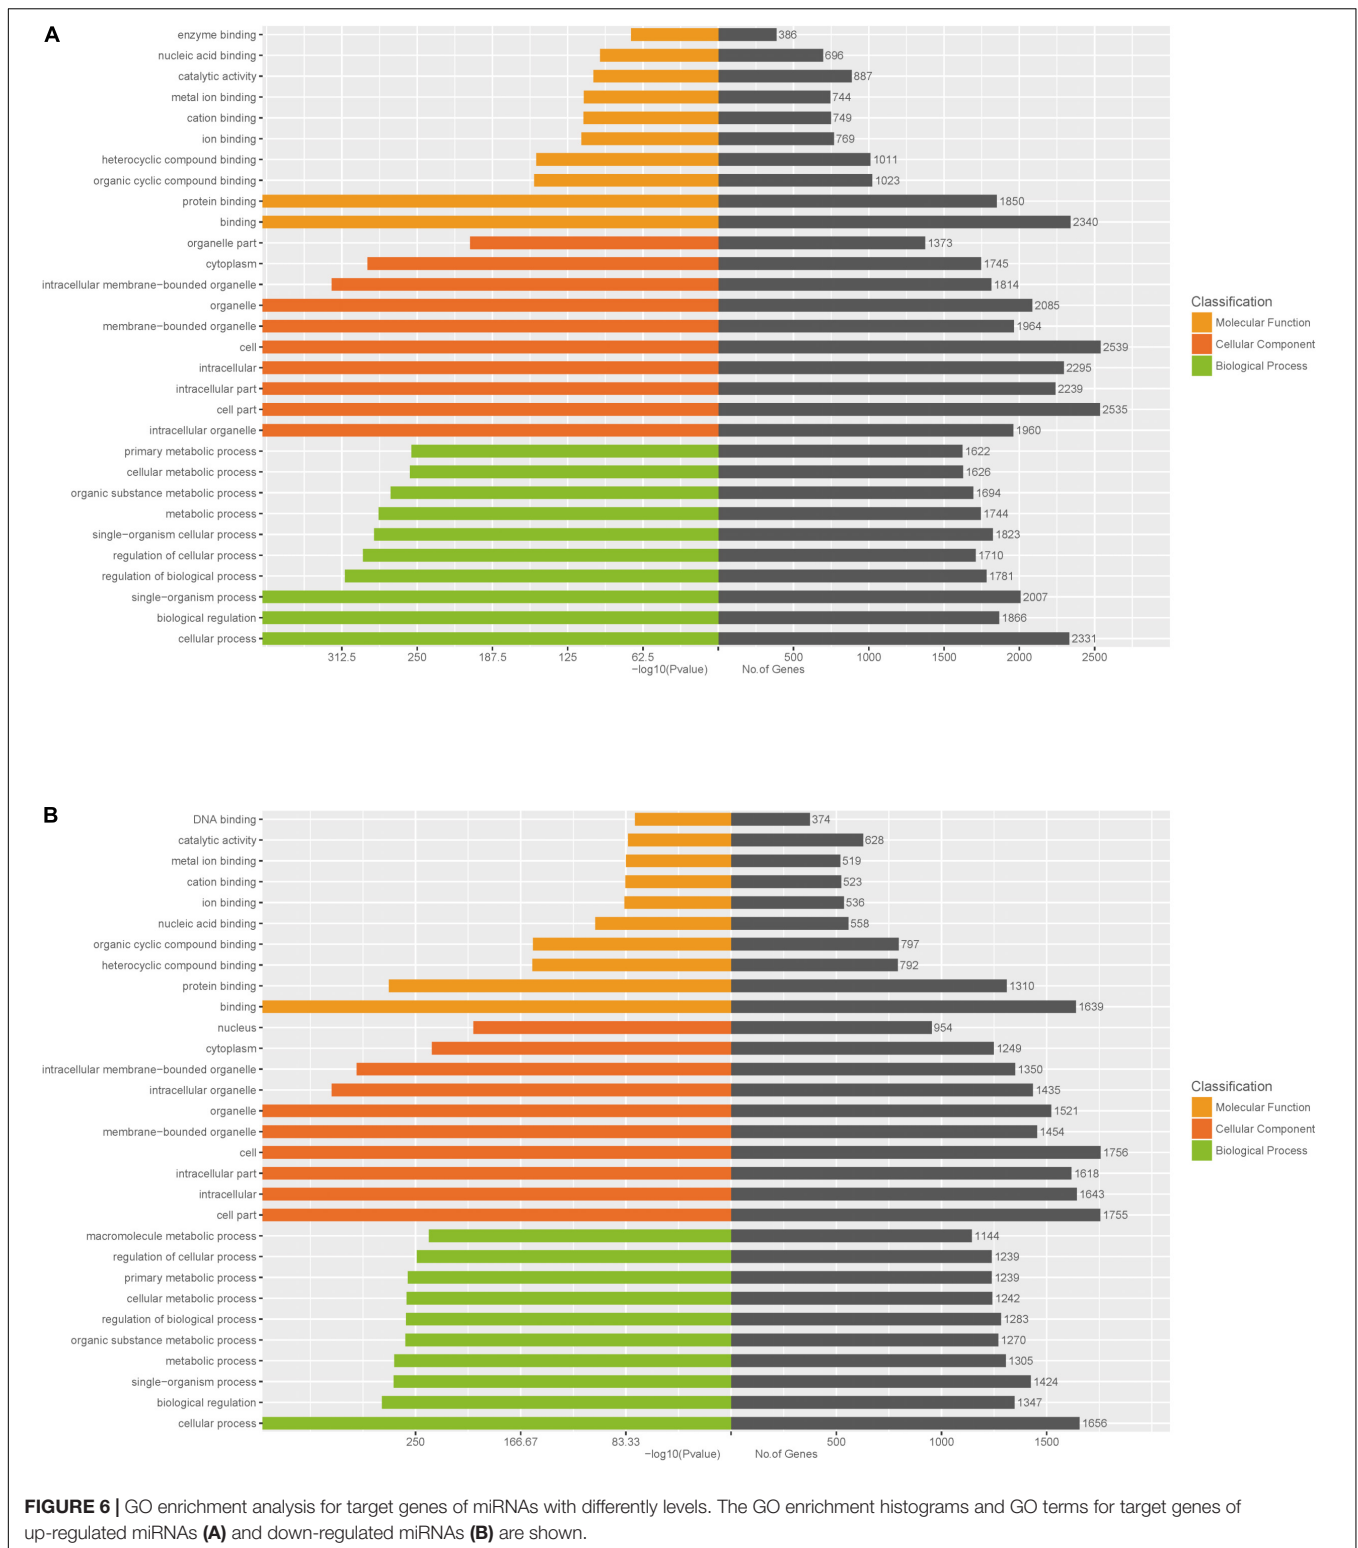 A
enzyme binding 386
nucleic acid binding 696
catalytic activity 887
metal ion binding 744
cation binding 749
ion binding 769
heterocyclic compound binding 1011
organic cyclic compound binding 1023
protein binding 1850
binding 2340
organelle part 1373
cytoplasm 1745
intracellular membrane−bounded organelle 1814
organelle 2085
membrane−bounded organelle 1964
cell 2539
intracellular 2295
intracellular part 2239
cell part 2535
intracellular organelle 1960
primary metabolic process 1622
cellular metabolic process 1626
organic substance metabolic process 1694
metabolic process 1744
single−organism cellular process 1823
regulation of cellular process 1710
regulation of biological process 1781
single−organism process 2007
biological regulation 1866
cellular process 2331
312.5 250 187.5 125 62.5 500 1000 1500 2000 2500
−log10(Pvalue) No.of Genes
Classification
Molecular Function
Cellular Component
Biological Process
B
DNA binding 374
catalytic activity 628
metal ion binding 519
cation binding 523
ion binding 536
nucleic acid binding 558
organic cyclic compound binding 797
heterocyclic compound binding 792
protein binding 1310
binding 1639
nucleus 954
cytoplasm 1249
intracellular membrane−bounded organelle 1350
intracellular organelle 1435
organelle 1521
membrane−bounded organelle 1454
cell 1756
intracellular part 1618
intracellular 1643
cell part 1755
macromolecule metabolic process 1144
regulation of cellular process 1239
primary metabolic process 1239
cellular metabolic process 1242
regulation of biological process 1283
organic substance metabolic process 1270
metabolic process 1305
single−organism process 1424
biological regulation 1347
cellular process 1656
250 166.67 83.33 500 1000 1500
−log10(Pvalue) No.of Genes
Classification
Molecular Function
Cellular Component
Biological Process
FIGURE 6 | GO enrichment analysis for target genes of miRNAs with differently levels. The GO enrichment histograms and GO terms for target genes of
up-regulated miRNAs (A) and down-regulated miRNAs (B) are shown.